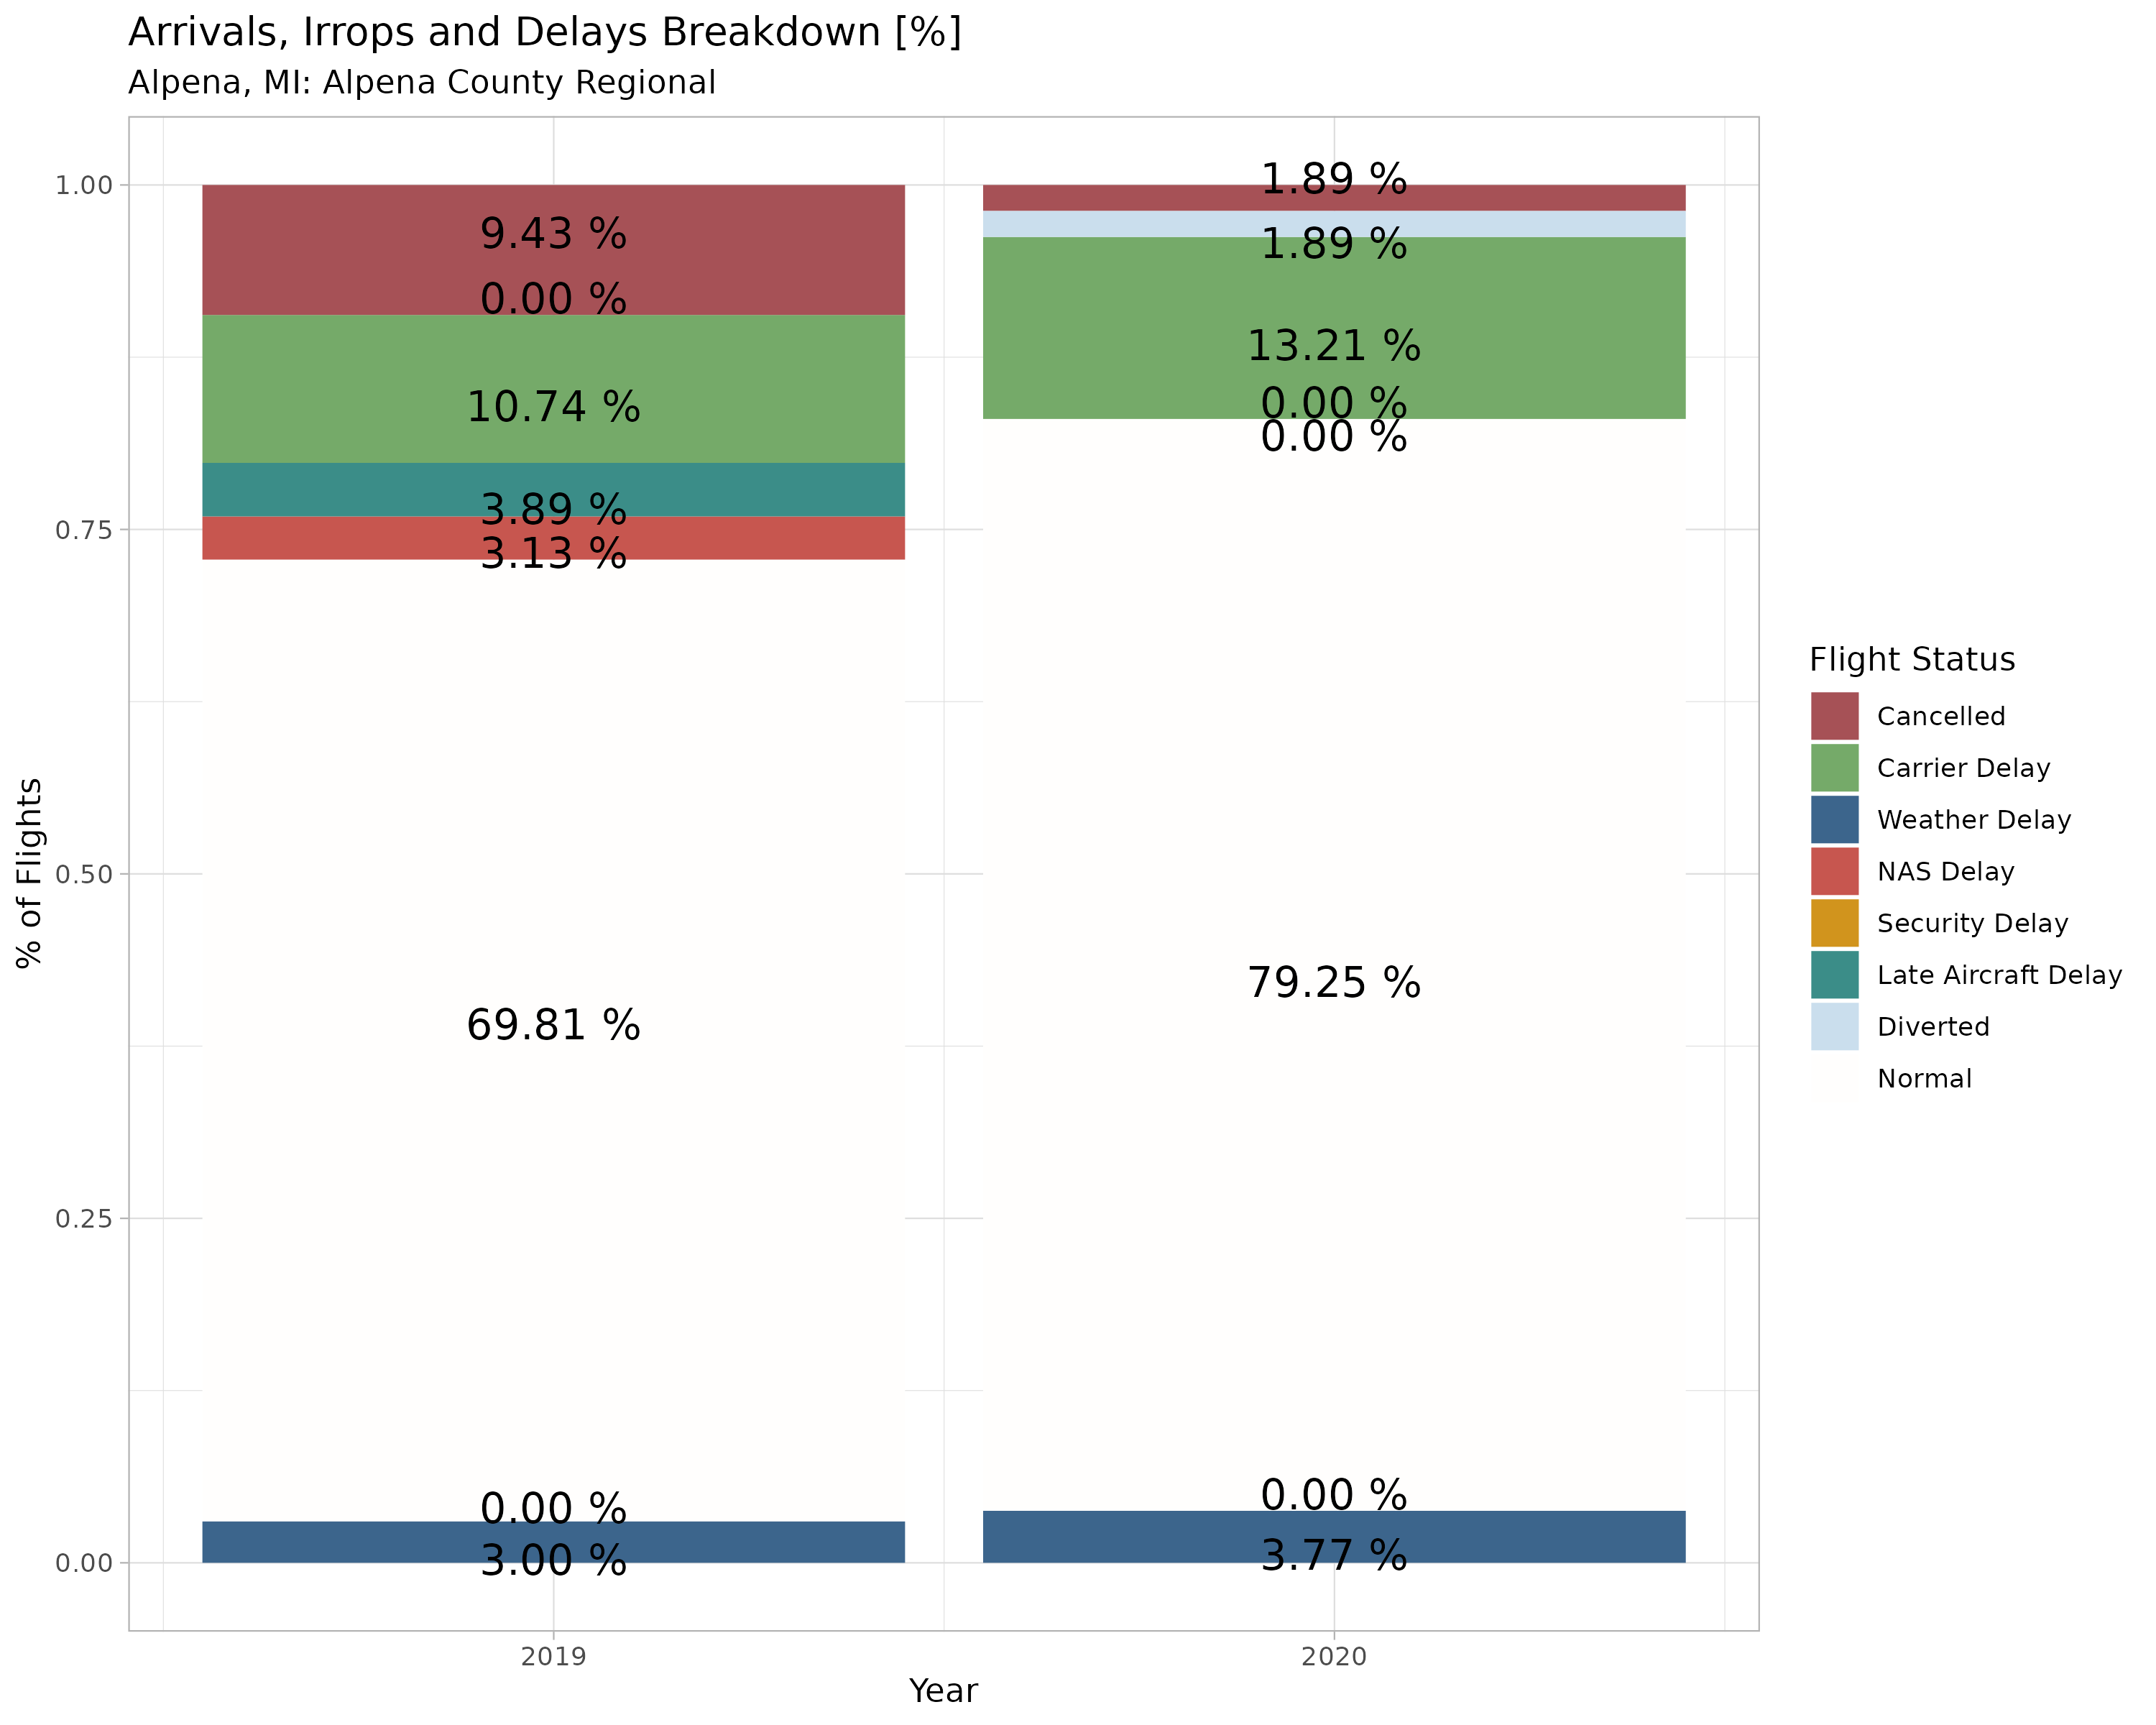 Arrivals, Irrops and Delays Breakdown [%]
Alpena, MI: Alpena County Regional
% of Flights
1.00
0.75
0.50
0.25
0.00
9.43 %
0.00 %
10.74 %
3.89 %
3.13 %
69.81 %
0.00 %
3.00 %
1.89 %
1.89 %
13.21 %
0.00 %
0.00 %
79.25 %
0.00 %
3.77 %
2019
2020
Year
Flight Status
Cancelled
Carrier Delay
Weather Delay
NAS Delay
Security Delay
Late Aircraft Delay
Diverted
Normal